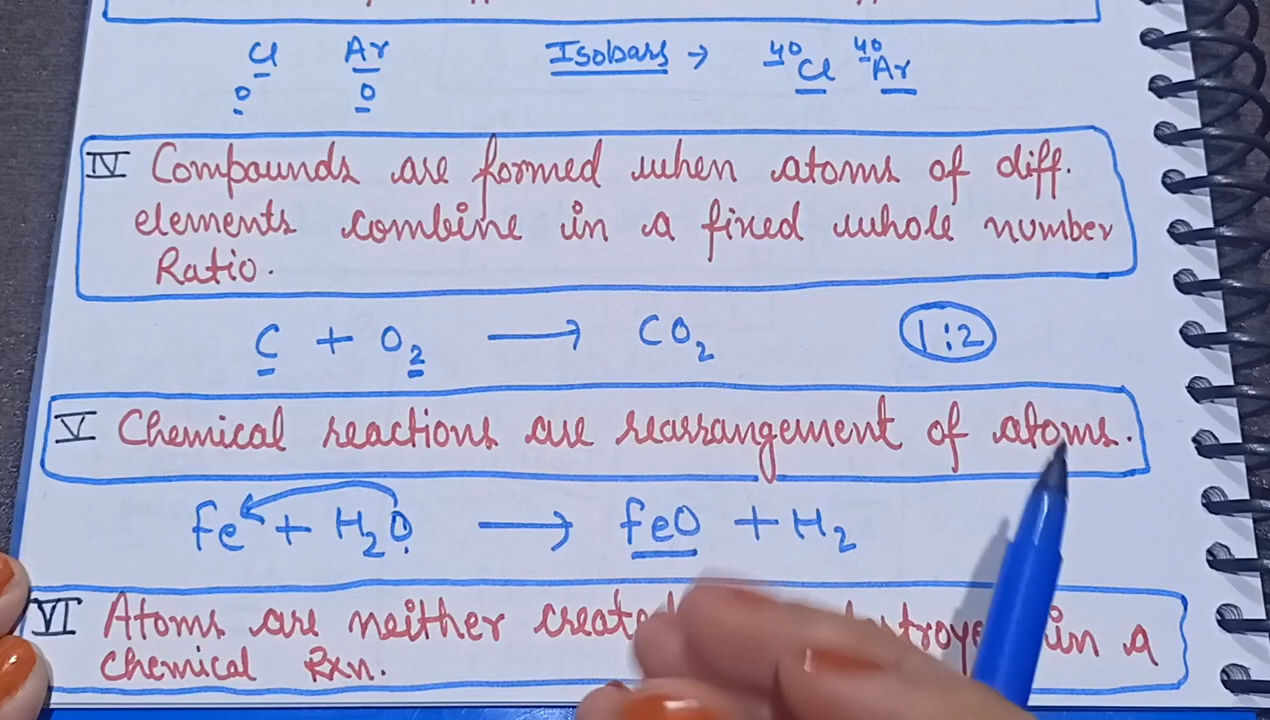 Cl Ar Isobars → ⁴⁰Cl ⁴⁰Ar
IV Compounds are formed when atoms of diff.
elements combine in a fixed whole number
Ratio.
C + O₂ → CO₂ 1:2
V Chemical reactions are rearrangement of atoms.
Fe + H₂O → FeO + H₂
VI Atoms are neither in a
Chemical Rxn.